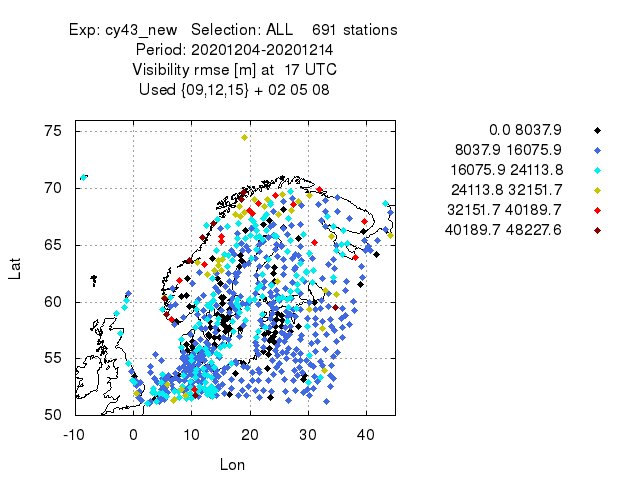 Exp: cy43_new Selection: ALL 691 stations
Period: 20201204-20201214
Visibility rmse [m] at 17 UTC
Used {09,12,15} + 02 05 08
0.0 8037.9
8037.9 16075.9
16075.9 24113.8
24113.8 32151.7
32151.7 40189.7
40189.7 48227.6
75
70
65
60
55
50
Lat
-10 0 10 20 30 40
Lon